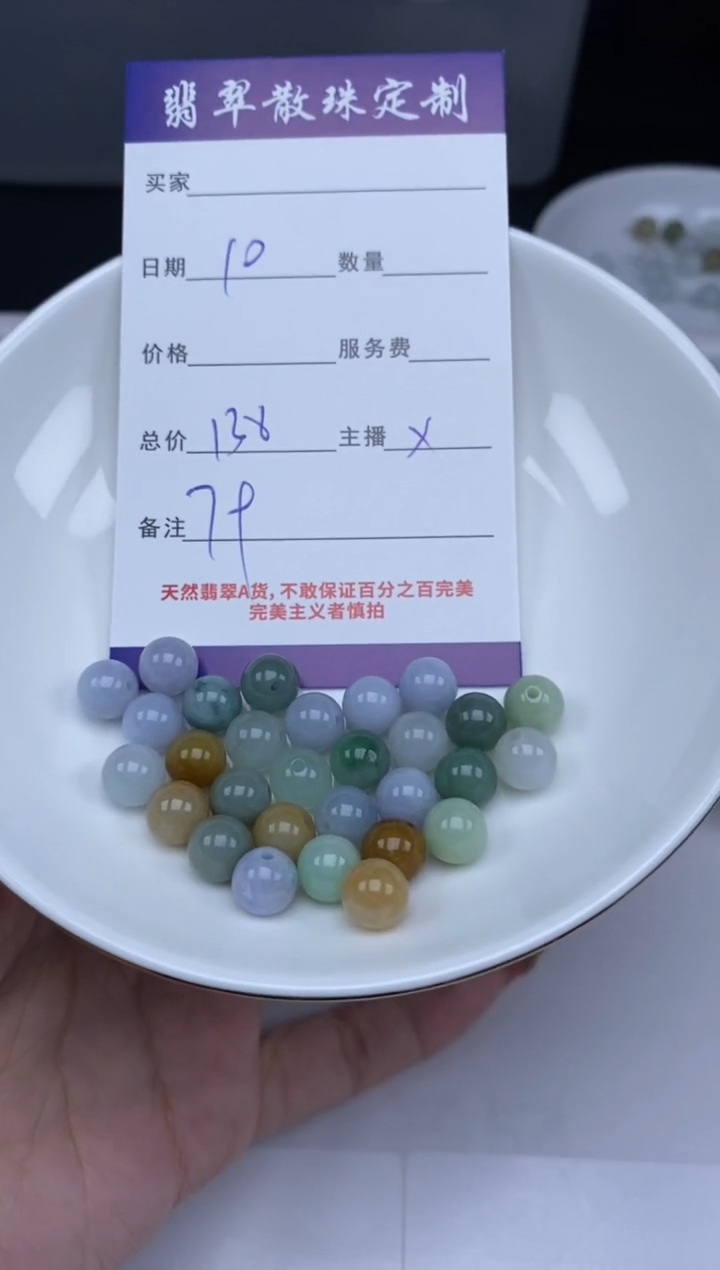 翡翠散珠定制
买家
日期 10 数量
价格 服务费
总价 138 主播 X
备注 79
天然翡翠A货，不敢保证百分之百完美
完美主义者慎拍